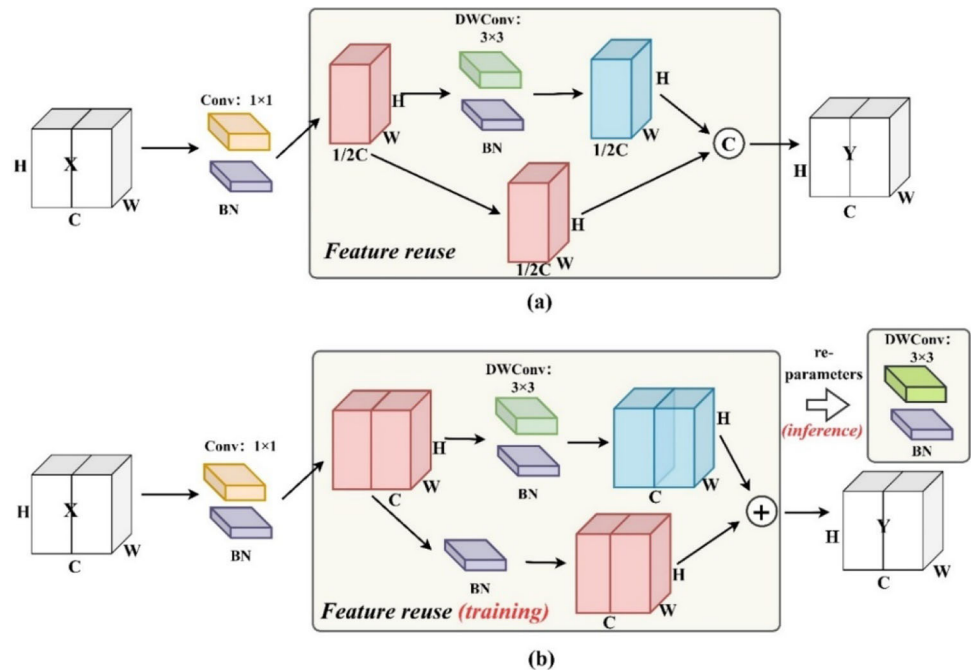 DWConv:
3×3
Conv: 1×1
H
X
C
W
BN
H
W
1/2C
BN
H
W
1/2C
C
H
Y
C
W
H
W
1/2C
Feature reuse
(a)
DWConv:
3×3
Conv: 1×1
H
X
C
W
BN
H
W
C
BN
H
W
C
+
re-
parameters
(inference)
DWConv:
3×3
BN
H
Y
C
W
BN
H
W
C
Feature reuse (training)
(b)